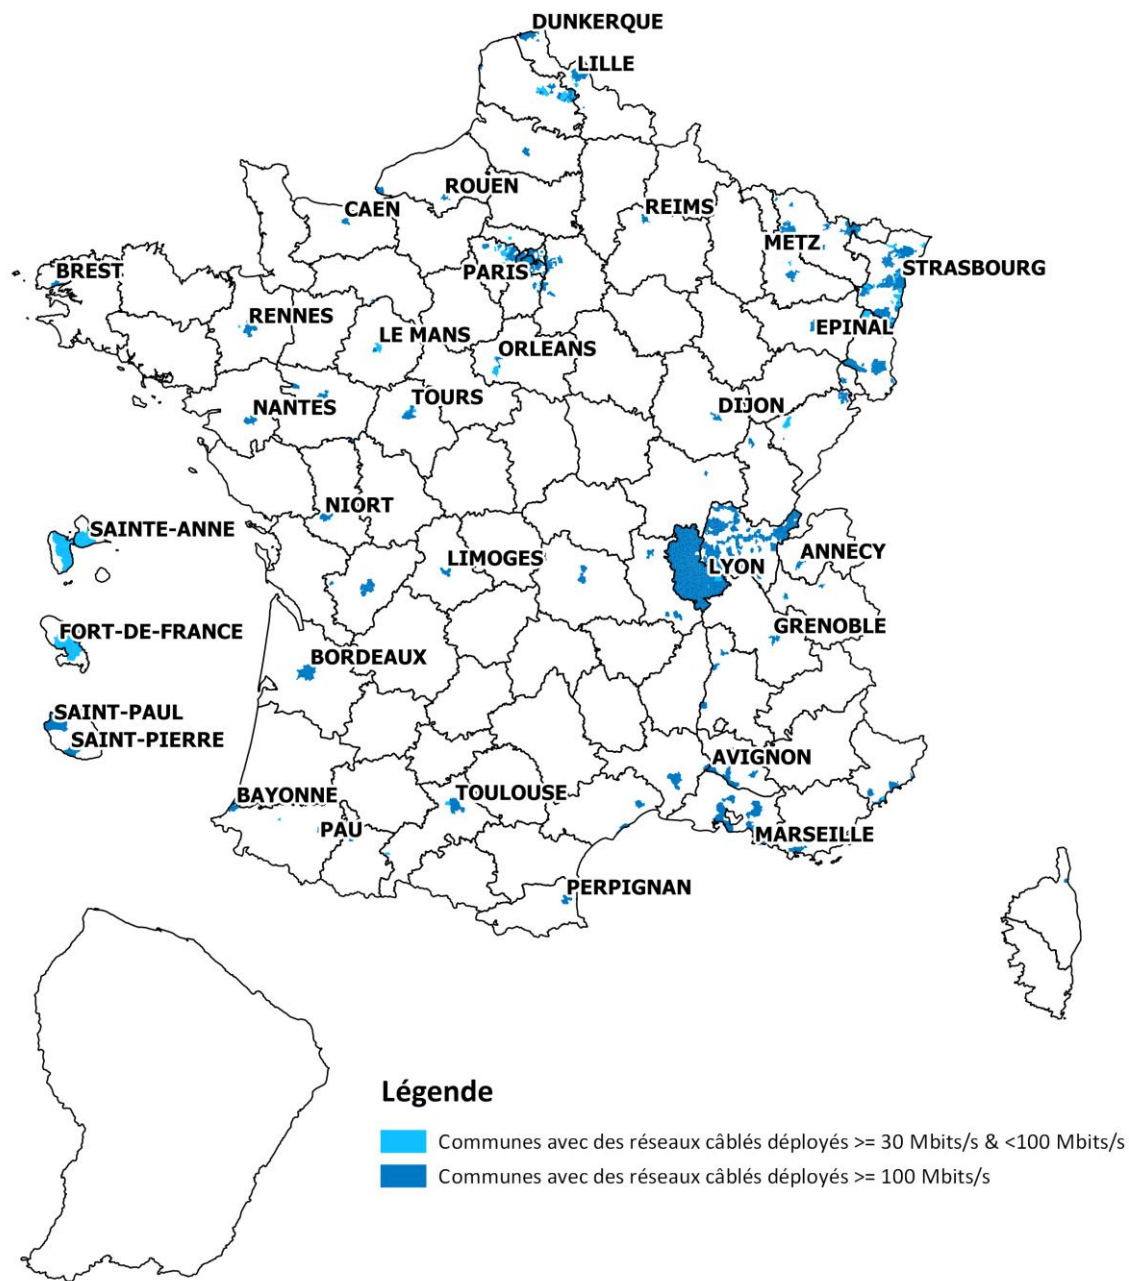 DUNKERQUE
LILLE
ROUEN
CAEN
REIMS
METZ
PARIS
STRASBOURG
BREST
RENNES
LE MANS
ORLEANS
EPINAL
NANTES
TOURS
DIJON
NIORT
SAINTE-ANNE
LIMOGES
LYON
ANNECY
FORT-DE-FRANCE
GRENOBLE
BORDEAUX
SAINT-PAUL
SAINT-PIERRE
AVIGNON
BAYONNE
TOULOUSE
PAU
MARSEILLE
PERPIGNAN
Légende
Communes avec des réseaux câblés déployés >= 30 Mbits/s & <100 Mbits/s
Communes avec des réseaux câblés déployés >= 100 Mbits/s